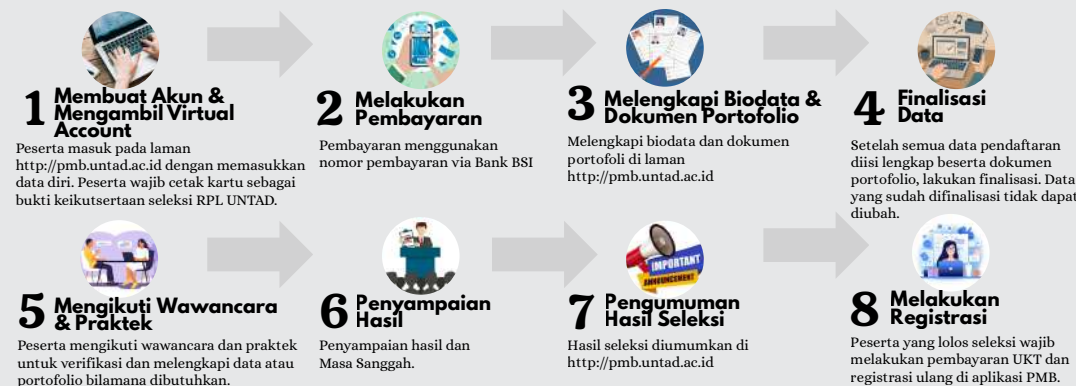 1 Membuat Akun &
Mengambil Virtual
Account
Peserta masuk pada laman
http://pmb.untad.ac.id dengan memasukkan
data diri. Peserta wajib cetak kartu sebagai
bukti keikutsertaan seleksi RPL UNTAD.
2 Melakukan
Pembayaran
Pembayaran menggunakan
nomor pembayaran via Bank BSI
3 Melengkapi Biodata &
Dokumen Portofolio
Melengkapi biodata dan dokumen
portofoli di laman
http://pmb.untad.ac.id
4 Finalisasi
Data
Setelah semua data pendaftaran
diisi lengkap beserta dokumen
portofolio, lakukan finalisasi. Data
yang sudah difinalisasi tidak dapat
diubah.
5 Mengikuti Wawancara
& Praktek
Peserta mengikuti wawancara dan praktek
untuk verifikasi dan melengkapi data atau
portofolio bilamana dibutuhkan.
6 Penyampaian
Hasil
Penyampaian hasil dan
Masa Sanggah.
IMPORTANT
ANNOUNCEMENT
7 Pengumuman
Hasil Seleksi
Hasil seleksi diumumkan di
http://pmb.untad.ac.id
8 Melakukan
Registrasi
Peserta yang lolos seleksi wajib
melakukan pembayaran UKT dan
registrasi ulang di aplikasi PMB.